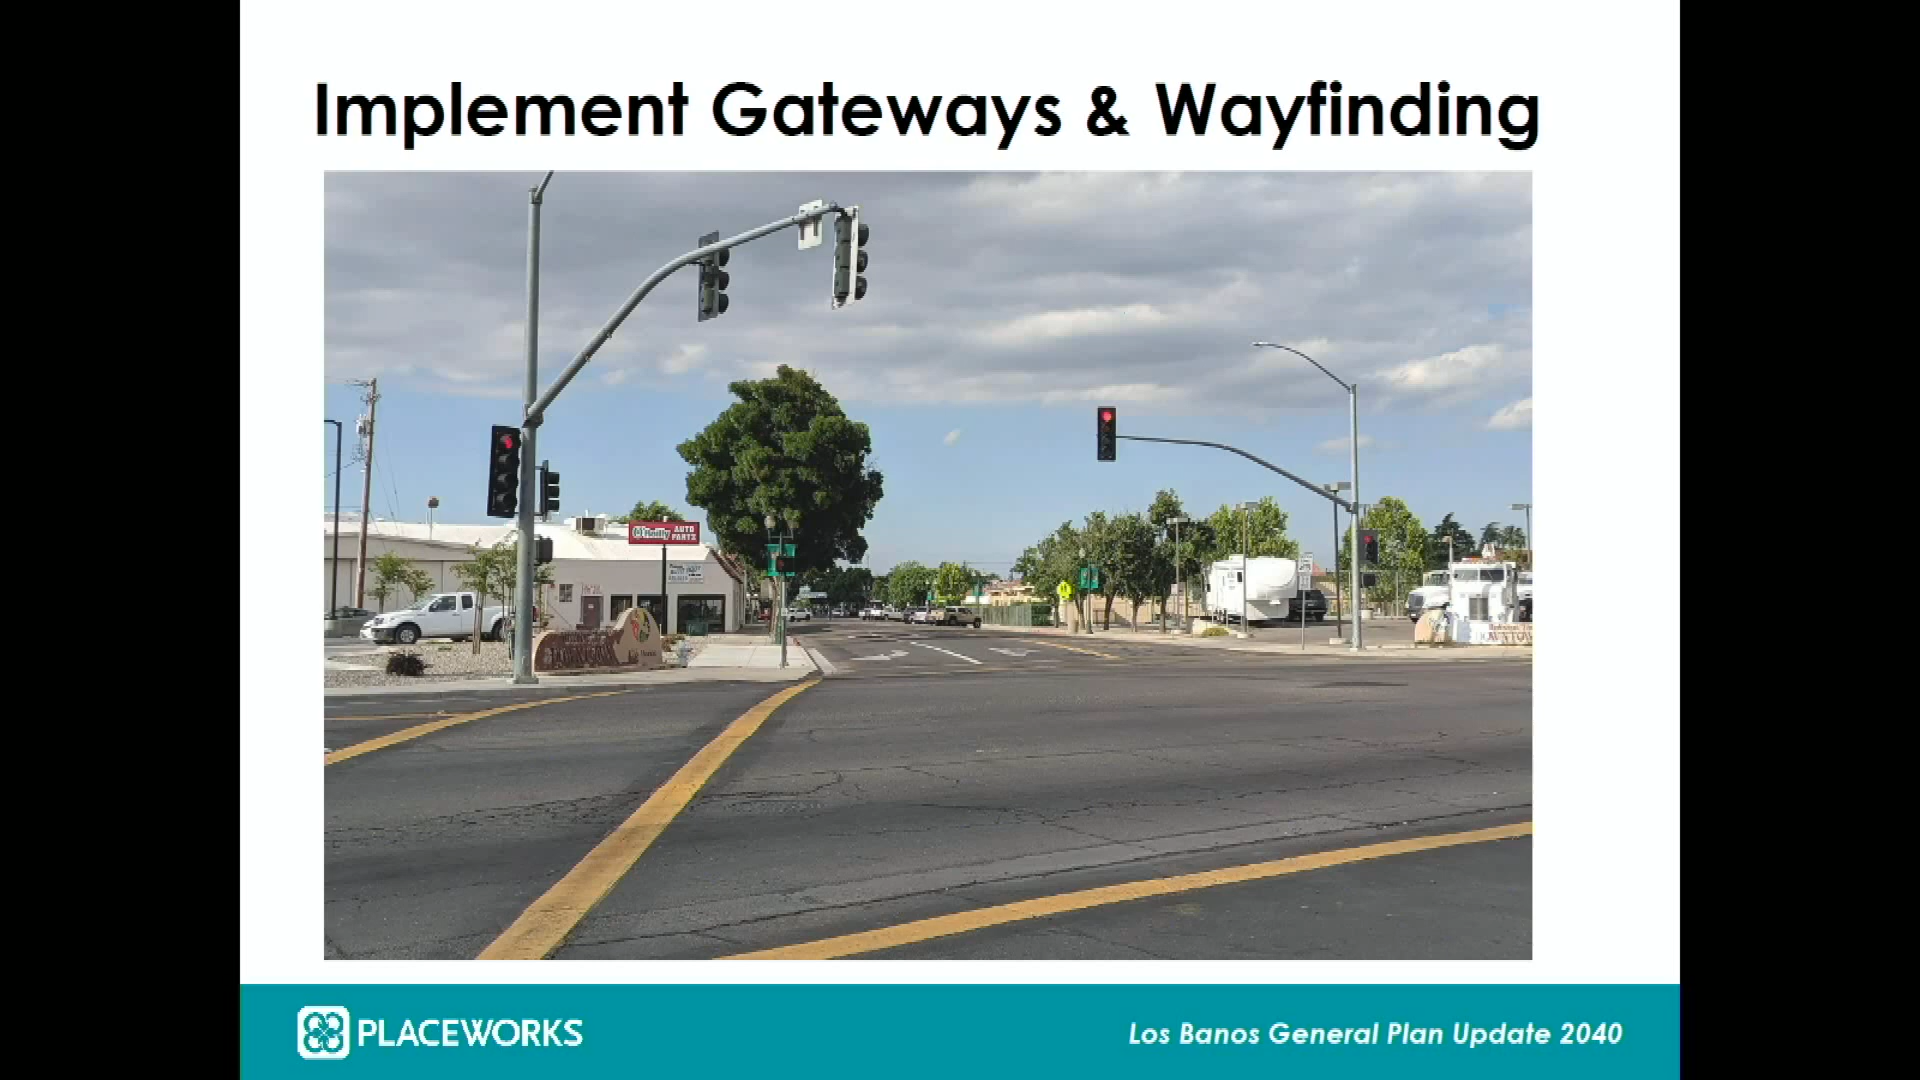 Implement Gateways & Wayfinding
O'Reilly AUTO
PARTS
PLACEWORKS
Los Banos General Plan Update 2040